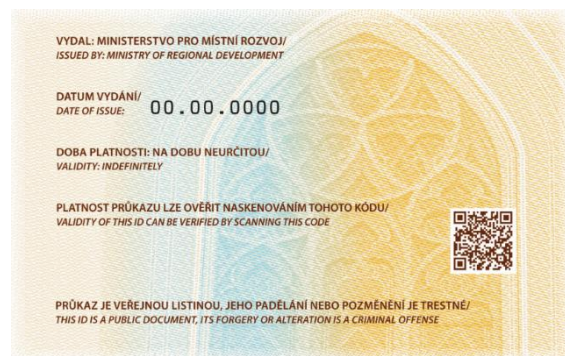 VYDAL: MINISTERSTVO PRO MÍSTNÍ ROZVOJ/
ISSUED BY: MINISTRY OF REGIONAL DEVELOPMENT
DATUM VYDÁNÍ/
DATE OF ISSUE: 00.00.0000
DOBA PLATNOSTI: NA DOBU NEURČITOU/
VALIDITY: INDEFINITELY
PLATNOST PRŮKAZU LZE OVĚŘIT NASKENOVÁNÍM TOHOTO KÓDU/
VALIDITY OF THIS ID CAN BE VERIFIED BY SCANNING THIS CODE
PRŮKAZ JE VEŘEJNOU LISTINOU, JEHO PADĚLÁNÍ NEBO POZMĚNĚNÍ JE TRESTNÉ/
THIS ID IS A PUBLIC DOCUMENT, ITS FORGERY OR ALTERATION IS A CRIMINAL OFFENSE